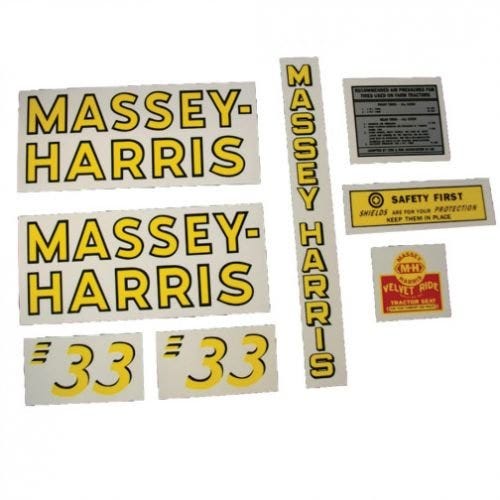 MASSEY-
HARRIS
MASSEY-
HARRIS
33
33
MASSEY HARRIS
RECOMMENDED AIR PRESSURES FOR
TIRES USED ON FARM TRACTORS
SAFETY FIRST
SHIELDS ARE FOR YOUR PROTECTION
KEEP THEM IN PLACE
MASSEY
M-H
HARRIS
VELVET RIDE
TRACTOR SEAT